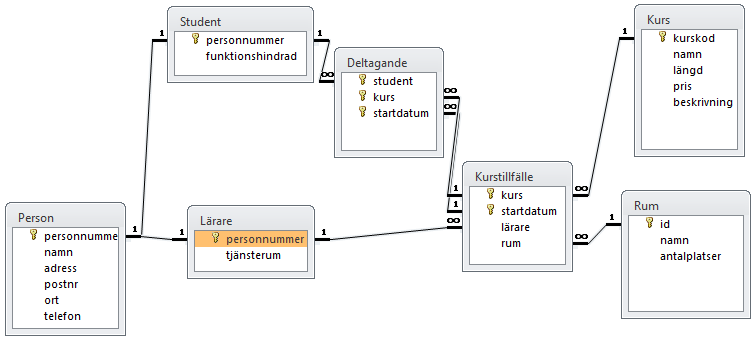 Student
personnummer
funktionshindrad
1
1
∞
Deltagande
student
kurs
startdatum
∞
∞
Kurs
kurskod
namn
längd
pris
beskrivning
1
Person
personnumme
namn
adress
postnr
ort
telefon
1
1
Lärare
personnummer
tjänsterum
1
Kurstillfälle
kurs
startdatum
lärare
rum
1
1
∞
∞
∞
Rum
id
namn
antalplatser
1